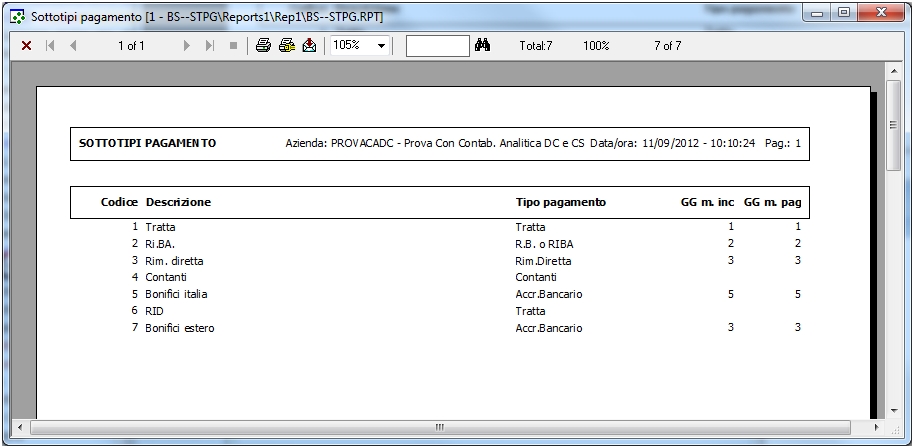 Sottotipi pagamento [1 - BS--STPG\Reports1\Rep1\BS--STPG.RPT]
1 of 1 105% Total:7 100% 7 of 7
SOTTOTIPI PAGAMENTO Azienda: PROVACADC - Prova Con Contab. Analitica DC e CS Data/ora: 11/09/2012 - 10:10:24 Pag.: 1
Codice Descrizione Tipo pagamento GG m. inc GG m. pag
1 Tratta Tratta 1 1
2 Ri.BA. R.B. o RIBA 2 2
3 Rim. diretta Rim.Diretta 3 3
4 Contanti Contanti
5 Bonifici italia Accr.Bancario 5 5
6 RID Tratta
7 Bonifici estero Accr.Bancario 3 3